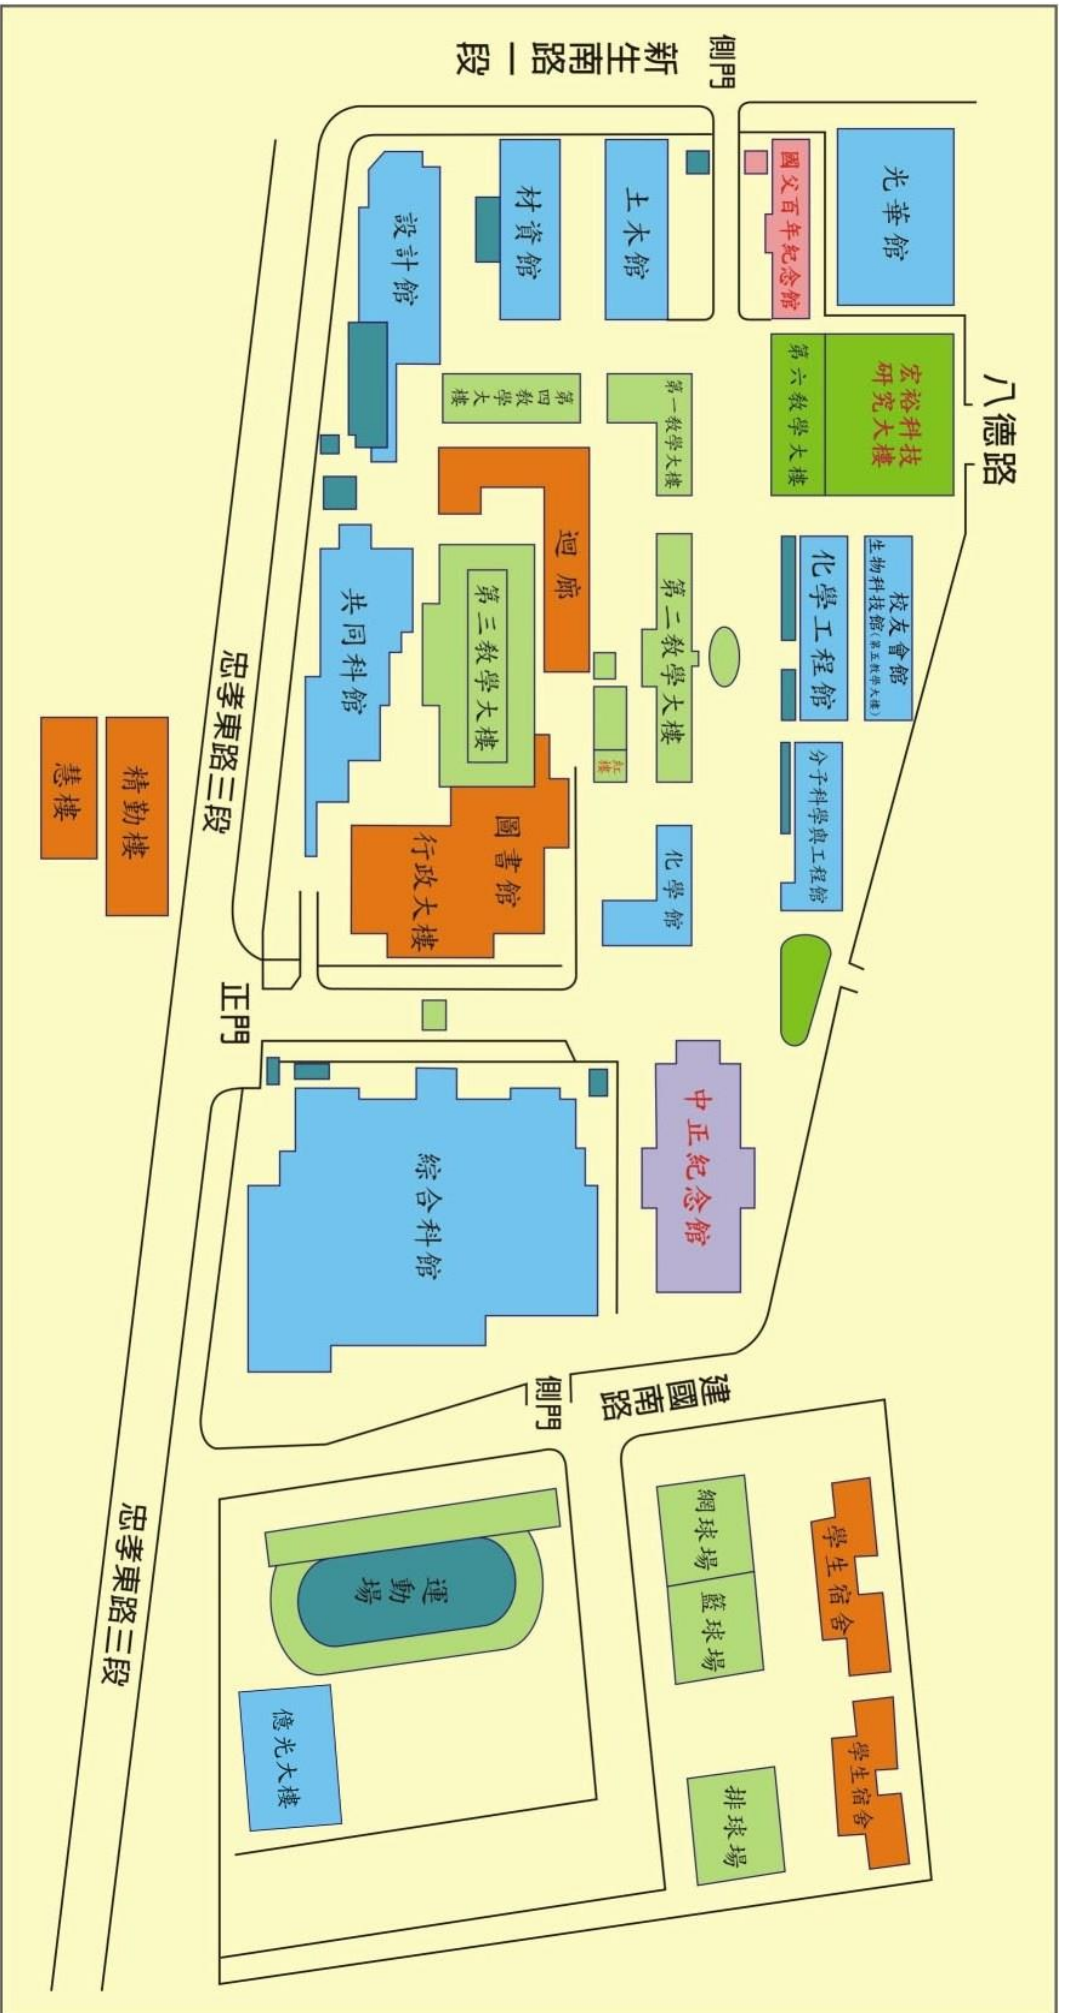 新生南路一段
側門
光華館
國父百年紀念館
土木館
材資館
設計館
八德路
宏裕科技
研究大樓
第六教學大樓
第一教學大樓
第四教學大樓
校友會館
生物科技館(第五教學大樓)
化學工程館
迴廊
第二教學大樓
第三教學大樓
共同科館
忠孝東路三段
精勤樓
慧樓
紅樓
分子科學與工程館
化學館
圖書館
行政大樓
正門
中正紀念館
綜合科館
側門
建國南路
網球場
籃球場
學生宿舍
運動場
忠孝東路三段
億光大樓
排球場
學生宿舍